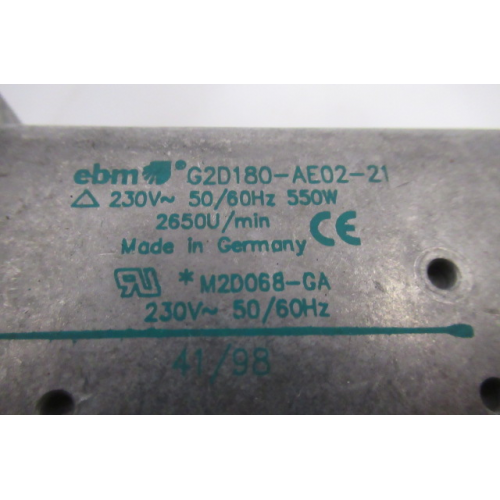 ebm G2D180-AE02-21
△ 230V~ 50/60Hz 550W
2650U/min
Made in Germany CE
RU *M2D068-GA
230V~ 50/60Hz
41/98